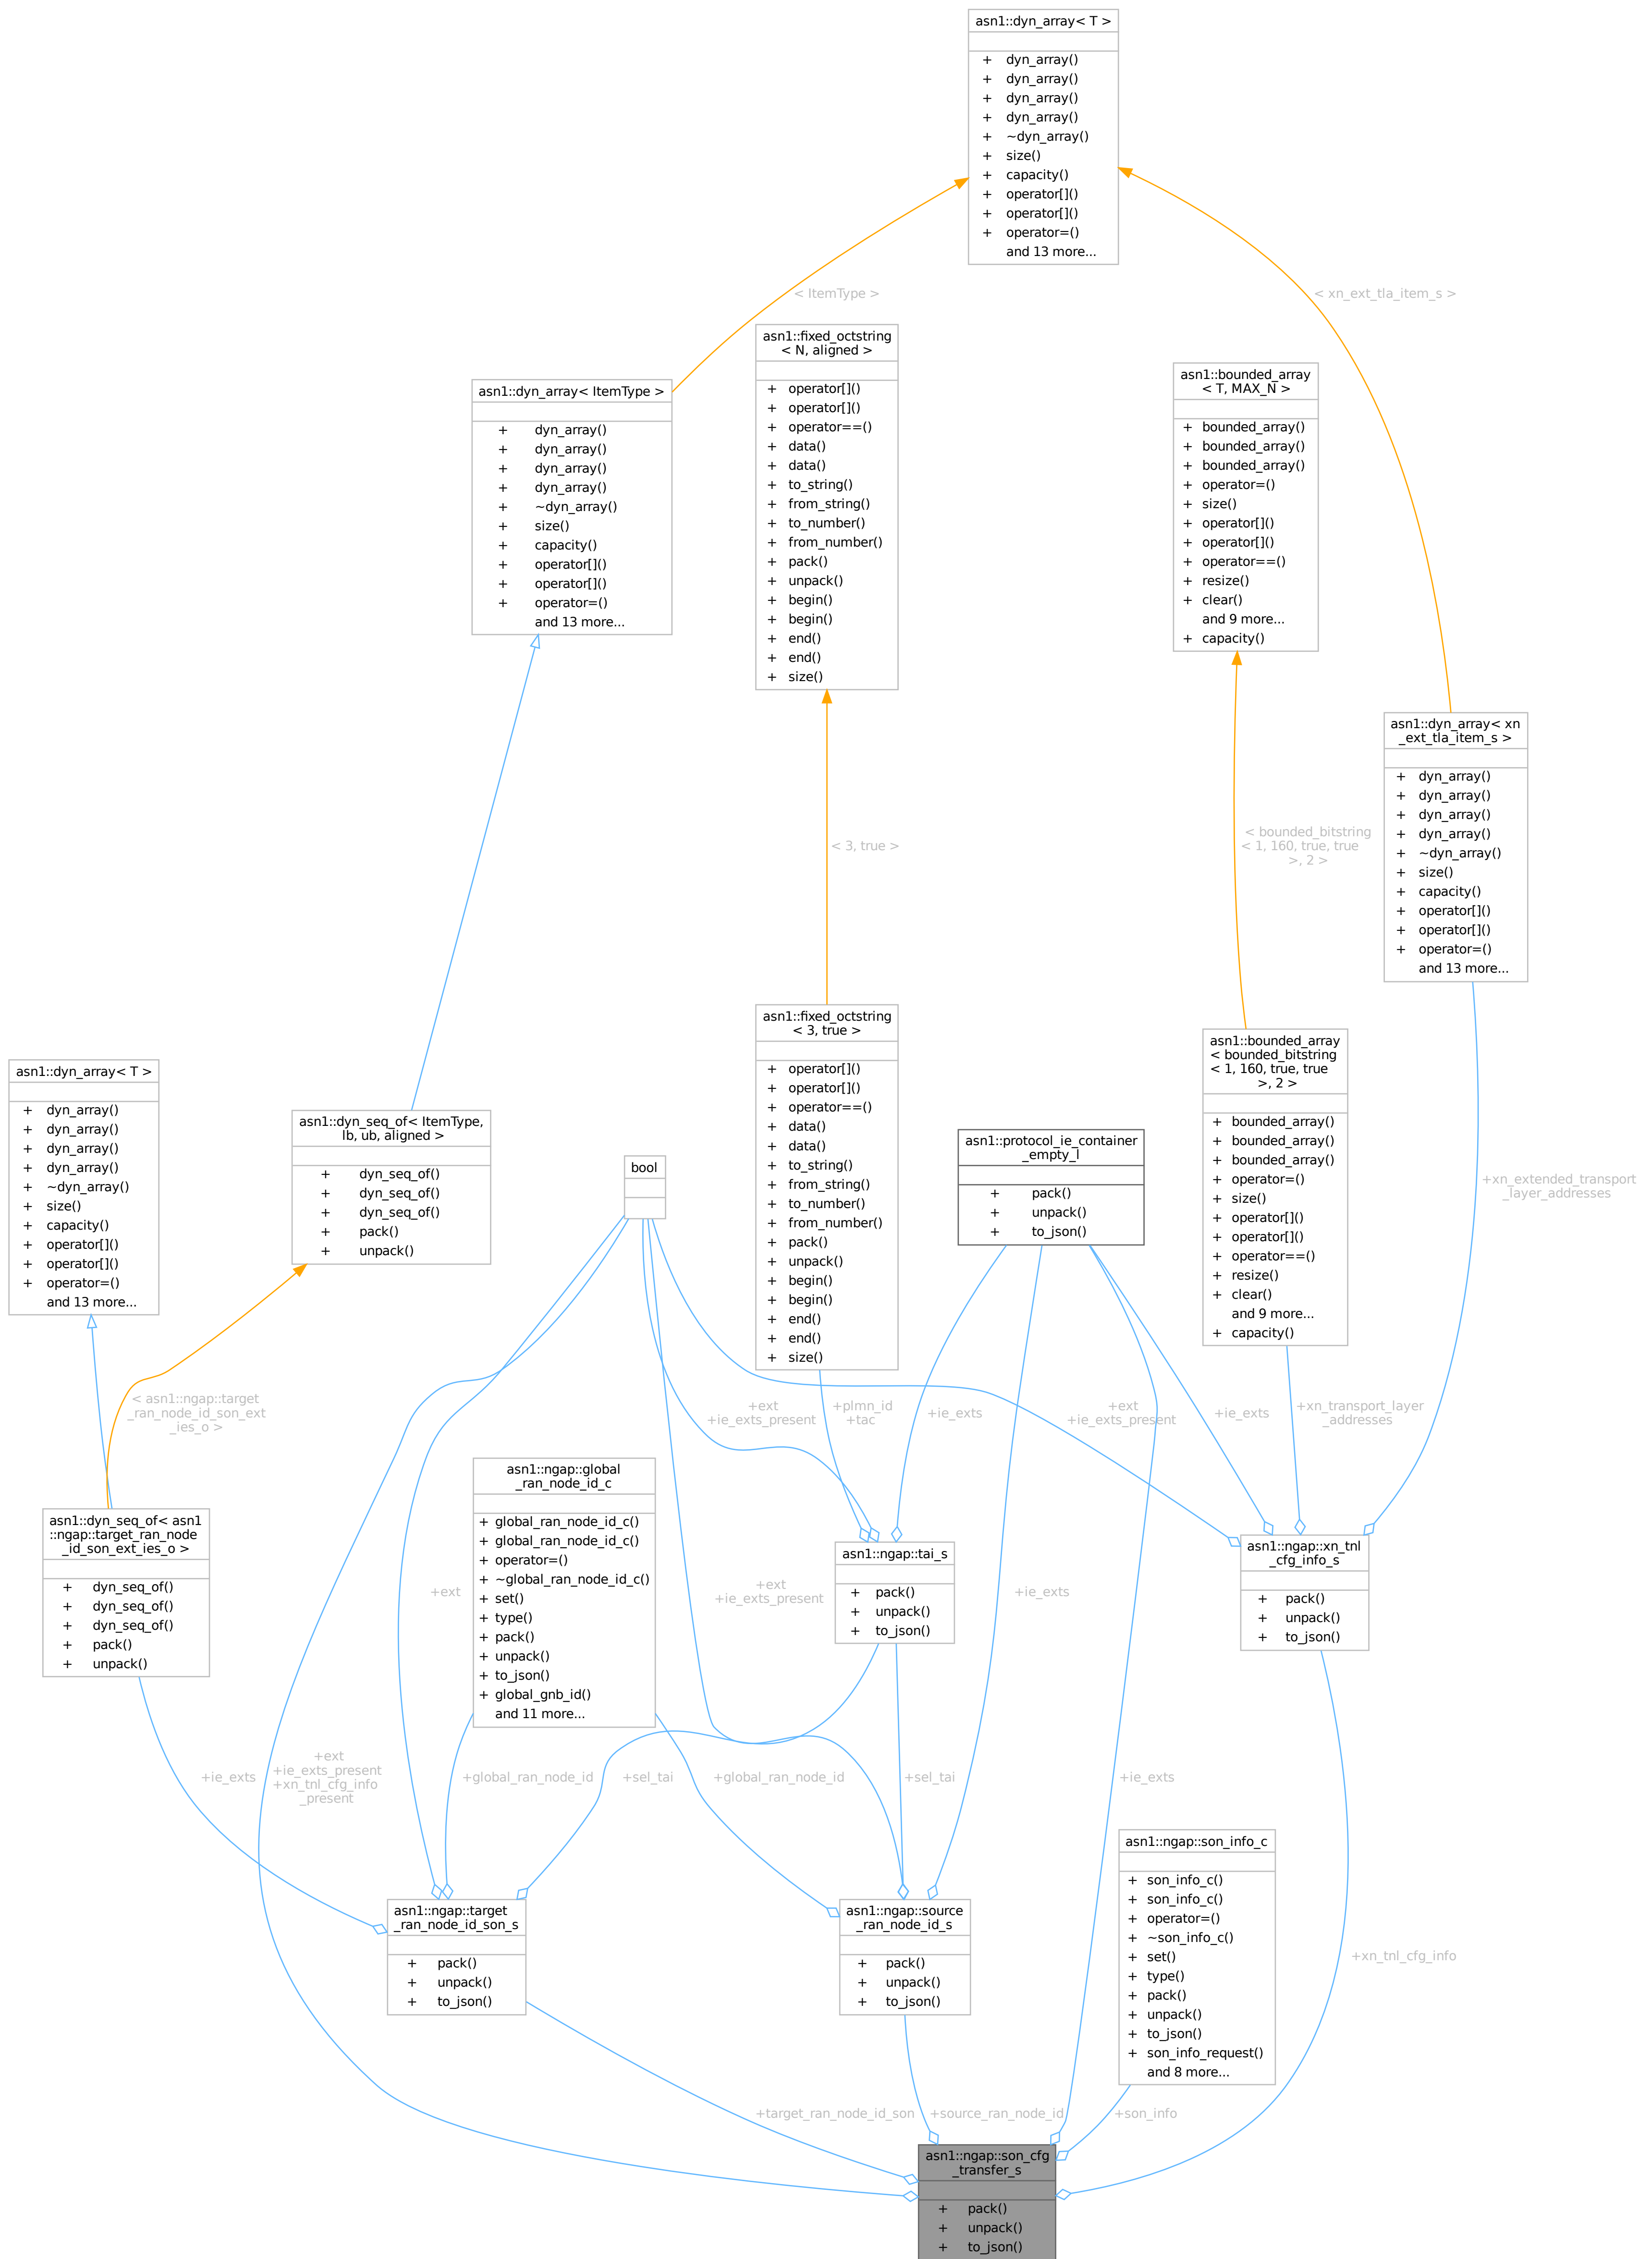 asn1::dyn_array< T >
+ dyn_array()
+ dyn_array()
+ dyn_array()
+ dyn_array()
+ ~dyn_array()
+ size()
+ capacity()
+ operator[]()
+ operator[]()
+ operator=()
and 13 more...
< ItemType >
< xn_ext_tla_item_s >
asn1::fixed_octstring
< N, aligned >
+ operator[]()
+ operator[]()
+ operator==()
+ data()
+ data()
+ to_string()
+ from_string()
+ to_number()
+ from_number()
+ pack()
+ unpack()
+ begin()
+ begin()
+ end()
+ end()
+ size()
asn1::bounded_array
< T, MAX_N >
+ bounded_array()
+ bounded_array()
+ bounded_array()
+ operator=()
+ size()
+ operator[]()
+ operator[]()
+ operator==()
+ resize()
+ clear()
and 9 more...
+ capacity()
asn1::dyn_array< ItemType >
+ dyn_array()
+ dyn_array()
+ dyn_array()
+ dyn_array()
+ ~dyn_array()
+ size()
+ capacity()
+ operator[]()
+ operator[]()
+ operator=()
and 13 more...
asn1::dyn_array< xn
_ext_tla_item_s >
+ dyn_array()
+ dyn_array()
+ dyn_array()
+ dyn_array()
+ ~dyn_array()
+ size()
+ capacity()
+ operator[]()
+ operator[]()
+ operator=()
and 13 more...
< 3, true >
< bounded_bitstring
< 1, 160, true, true
>, 2 >
asn1::fixed_octstring
< 3, true >
+ operator[]()
+ operator[]()
+ operator==()
+ data()
+ data()
+ to_string()
+ from_string()
+ to_number()
+ from_number()
+ pack()
+ unpack()
+ begin()
+ begin()
+ end()
+ end()
+ size()
asn1::bounded_array
< bounded_bitstring
< 1, 160, true, true
>, 2 >
+ bounded_array()
+ bounded_array()
+ bounded_array()
+ operator=()
+ size()
+ operator[]()
+ operator[]()
+ operator==()
+ resize()
+ clear()
and 9 more...
+ capacity()
asn1::dyn_array< T >
+ dyn_array()
+ dyn_array()
+ dyn_array()
+ dyn_array()
+ ~dyn_array()
+ size()
+ capacity()
+ operator[]()
+ operator[]()
+ operator=()
and 13 more...
asn1::dyn_seq_of< ItemType,
lb, ub, aligned >
+ dyn_seq_of()
+ dyn_seq_of()
+ dyn_seq_of()
+ pack()
+ unpack()
bool
asn1::protocol_ie_container
_empty_l
+ pack()
+ unpack()
+ to_json()
+xn_extended_transport
_layer_addresses
< asn1::ngap::target
_ran_node_id_son_ext
_ies_o >
+ext
+ie_exts_present
+plmn_id
+tac
+ie_exts
+ext
+ie_exts_present
+ie_exts
+xn_transport_layer
_addresses
asn1::ngap::global
_ran_node_id_c
+ global_ran_node_id_c()
+ global_ran_node_id_c()
+ operator=()
+ ~global_ran_node_id_c()
+ set()
+ type()
+ pack()
+ unpack()
+ to_json()
+ global_gnb_id()
and 11 more...
asn1::dyn_seq_of< asn1
::ngap::target_ran_node
_id_son_ext_ies_o >
+ dyn_seq_of()
+ dyn_seq_of()
+ dyn_seq_of()
+ pack()
+ unpack()
asn1::ngap::tai_s
+ pack()
+ unpack()
+ to_json()
asn1::ngap::xn_tnl
_cfg_info_s
+ pack()
+ unpack()
+ to_json()
+ext
+ext
+ie_exts_present
+ie_exts
+ie_exts
+ext
+ie_exts_present
+xn_tnl_cfg_info
_present
+global_ran_node_id
+sel_tai
+global_ran_node_id
+sel_tai
+ie_exts
asn1::ngap::son_info_c
+ son_info_c()
+ son_info_c()
+ operator=()
+ ~son_info_c()
+ set()
+ type()
+ pack()
+ unpack()
+ to_json()
+ son_info_request()
and 8 more...
asn1::ngap::target
_ran_node_id_son_s
+ pack()
+ unpack()
+ to_json()
asn1::ngap::source
_ran_node_id_s
+ pack()
+ unpack()
+ to_json()
+xn_tnl_cfg_info
+target_ran_node_id_son
+source_ran_node_id
+son_info
asn1::ngap::son_cfg
_transfer_s
+ pack()
+ unpack()
+ to_json()